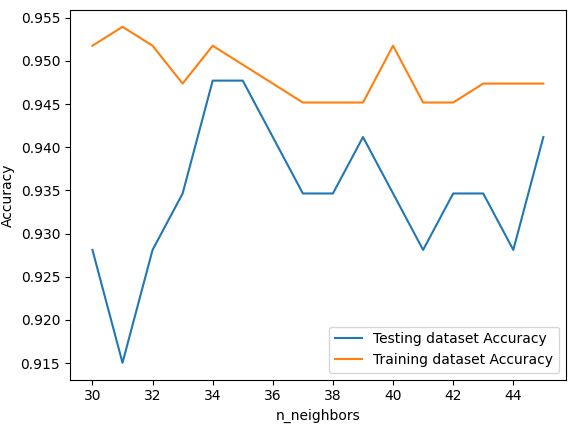 0.955
0.950
0.945
0.940
0.935
0.930
0.925
0.920
0.915
Accuracy
30 32 34 36 38 40 42 44
n_neighbors
Testing dataset Accuracy
Training dataset Accuracy